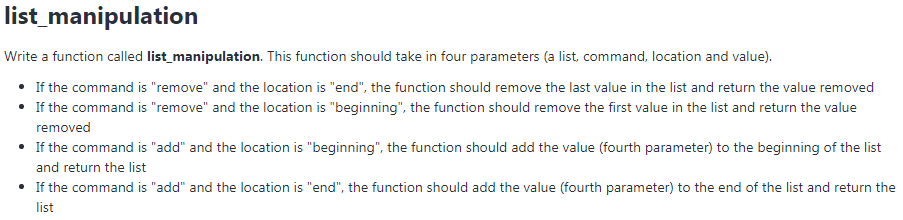 list_manipulation
Write a function called list_manipulation. This function should take in four parameters (a list, command, location and value).
If the command is "remove" and the location is "end", the function should remove the last value in the list and return the value removed
If the command is "remove" and the location is "beginning", the function should remove the first value in the list and return the value
removed
If the command is "add" and the location is "beginning", the function should add the value (fourth parameter) to the beginning of the list
and return the list
If the command is "add" and the location is "end", the function should add the value (fourth parameter) to the end of the list and return the
list